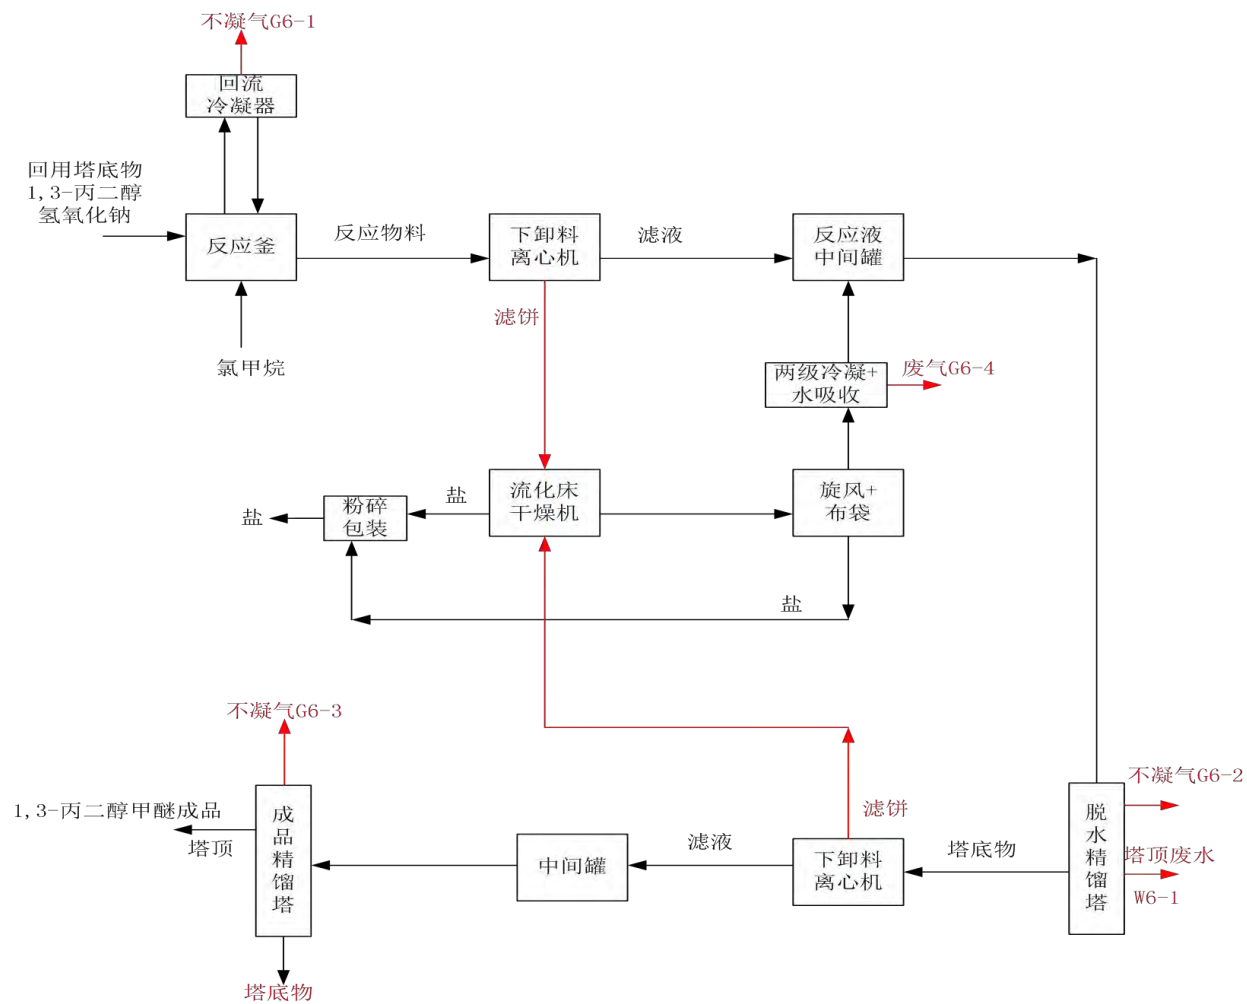 不凝气G6-1
回流
冷凝器
回用塔底物
1,3-丙二醇
氢氧化钠
反应釜
反应物料
下卸料
离心机
滤液
反应液
中间罐
氯甲烷
滤饼
两级冷凝+
水吸收
废气G6-4
盐
粉碎
包装
盐
流化床
干燥机
旋风+
布袋
盐
不凝气G6-3
1,3-丙二醇甲醚成品
塔顶
成品精馏塔
塔底物
中间罐
滤液
滤饼
下卸料
离心机
塔底物
脱水精馏塔
不凝气G6-2
塔顶废水
W6-1